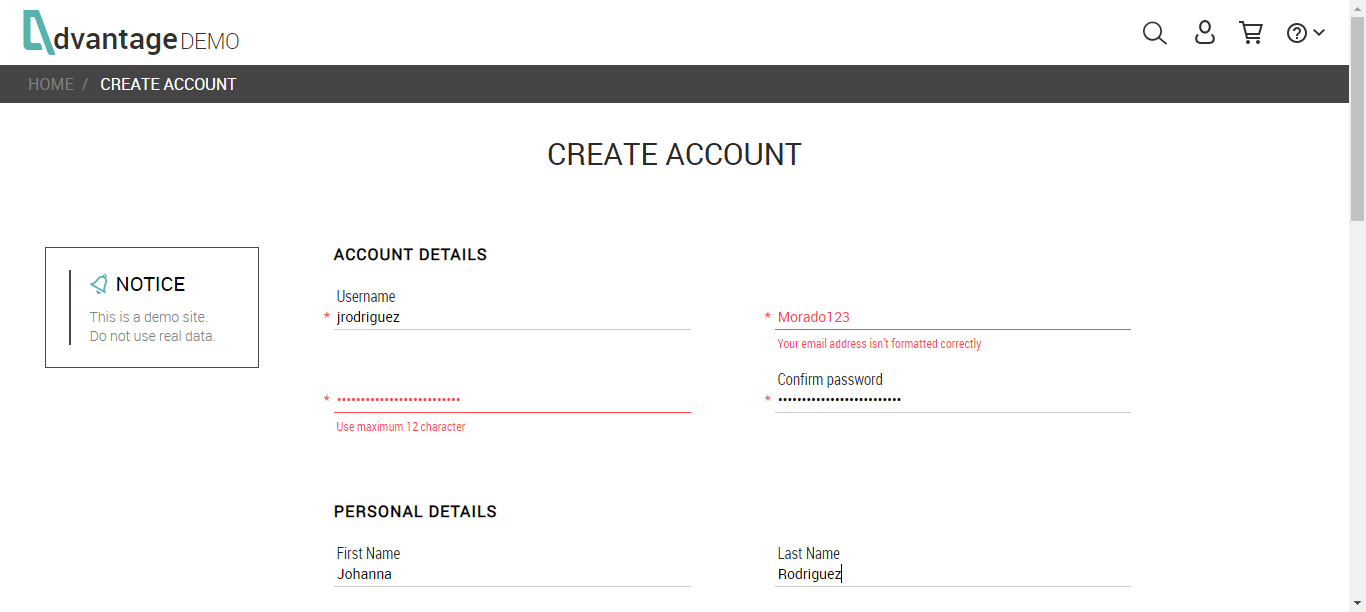 dvantage DEMO
HOME / CREATE ACCOUNT
CREATE ACCOUNT
NOTICE
This is a demo site.
Do not use real data.
ACCOUNT DETAILS
Username
* jrodriguez
* Morado123
Your email address isn't formatted correctly
* ••••••••••••••••••••••••••
Use maximum 12 character
Confirm password
* ••••••••••••••••••••••••••
PERSONAL DETAILS
First Name
Johanna
Last Name
Rodriguez